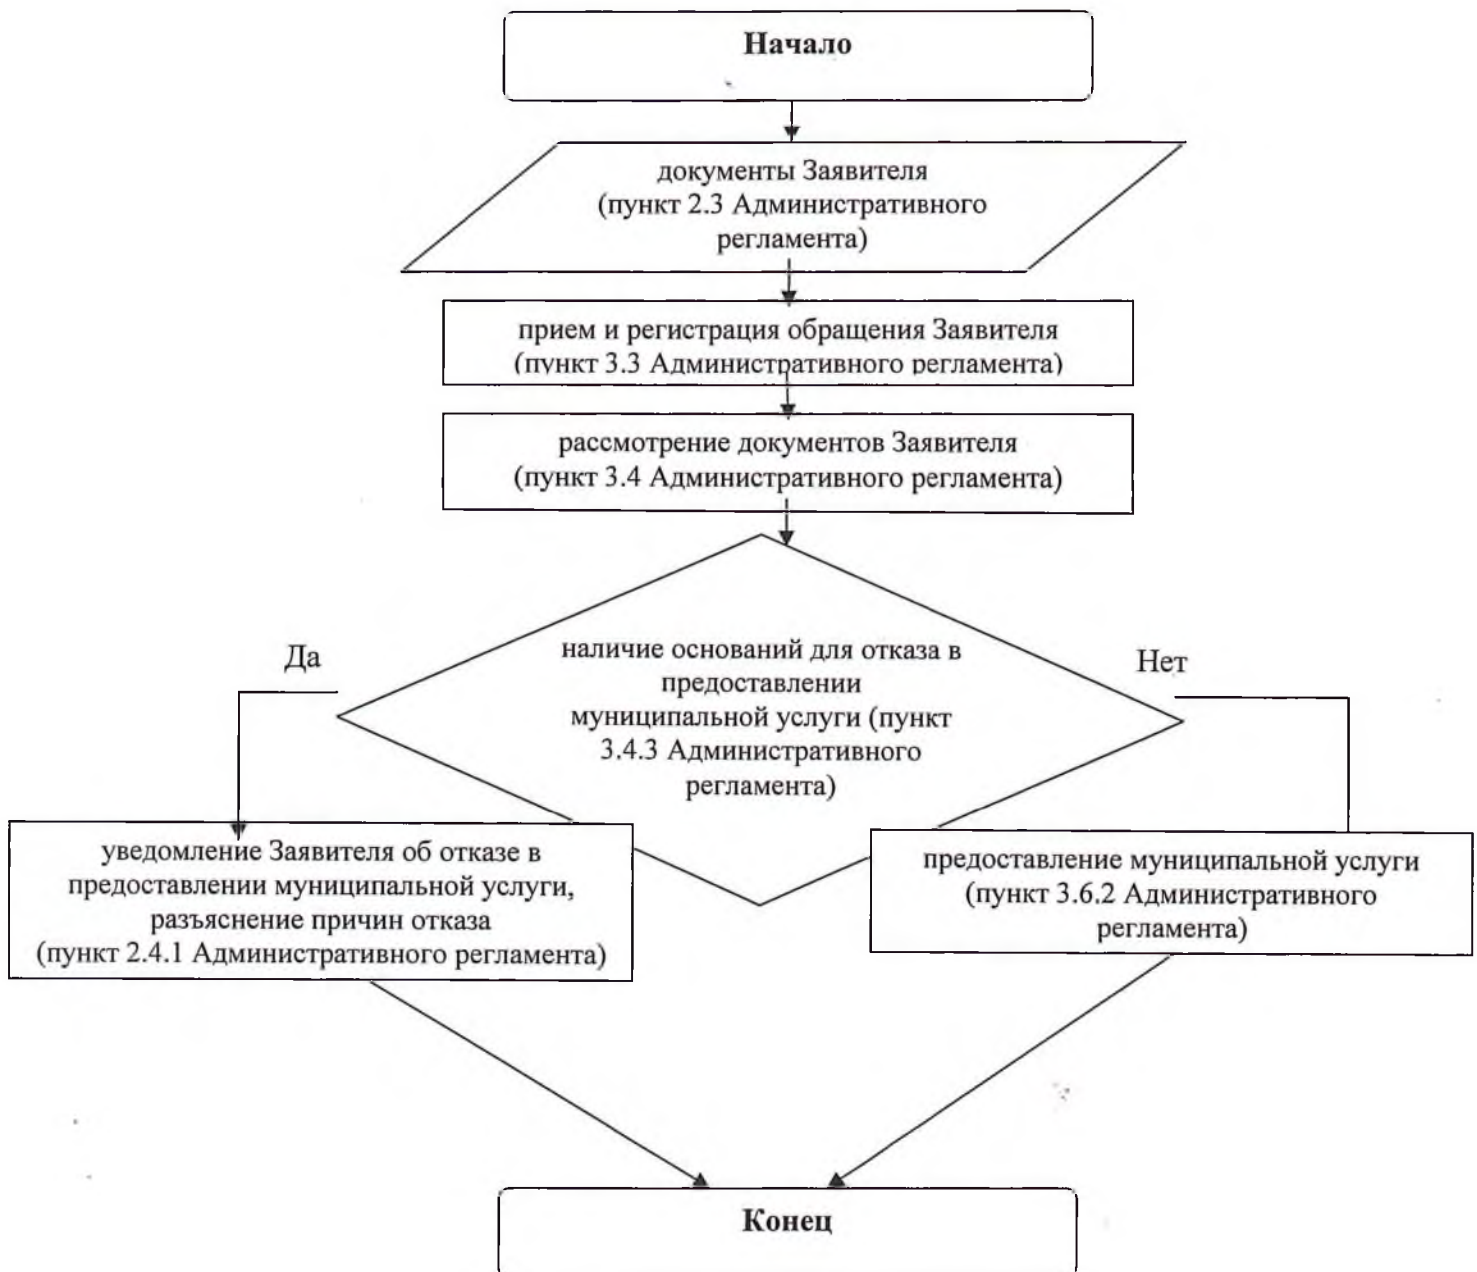 Начало
документы Заявителя
(пункт 2.3 Административного
регламента)
прием и регистрация обращения Заявителя
(пункт 3.3 Административного регламента)
рассмотрение документов Заявителя
(пункт 3.4 Административного регламента)
Да
Нет
наличие оснований для отказа в
предоставлении
муниципальной услуги (пункт
3.4.3 Административного
регламента)
уведомление Заявителя об отказе в
предоставлении муниципальной услуги,
разъяснение причин отказа
(пункт 2.4.1 Административного регламента)
предоставление муниципальной услуги
(пункт 3.6.2 Административного
регламента)
Конец